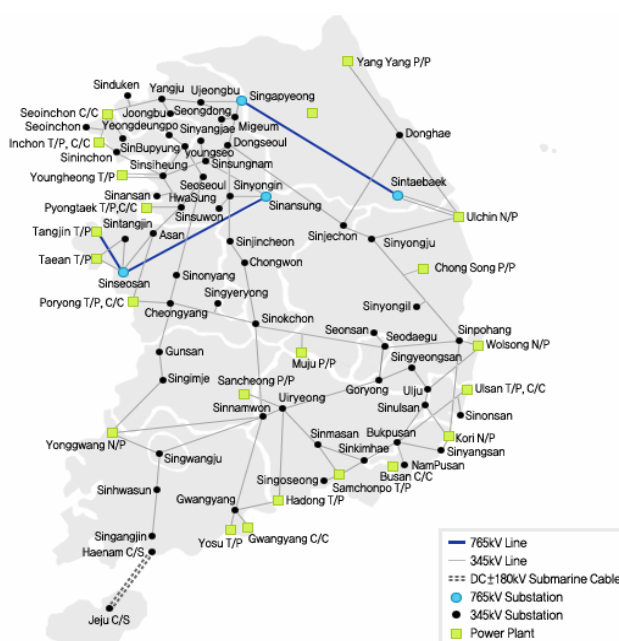 Yang Yang P/P
Sinduken
Yangju
Ujeongbu
Singapyeong
Seoinchon C/C
Joongbu
Seongdong
Seoinchon
Yeongdeungpo
Sinyangjae
Migeum
Donghae
Inchon T/P, C/C
SinBupyung
youngseo
Dongseoul
Sininchon
Sinsiheung
Sinsungnam
Youngheung T/P
Seoseoul
Sinyongin
Sintaebaek
Sinansan
HwaSung
Sinansung
Pyongtaek T/P,C/C
Sinsuwon
Ulchin N/P
Sintangjin
Tangjin T/P
Asan
Sinjincheon
Sinjechon
Sinyongju
Taean T/P
Chongwon
Chong Song P/P
Sinseosan
Sinonyang
Singyeryong
Poryong T/P, C/C
Cheongyang
Sinyongil
Sinokchon
Seonsan
Seodaegu
Sinpohang
Gunsan
Muju P/P
Singyeongsan
Wolsong N/P
Singimje
Sancheong P/P
Goryong
Ulju
Ulsan T/P, C/C
Sinnamwon
Uiryeong
Sinulsan
Sinonsan
Yonggwang N/P
Sinmasan
Bukpusan
Kori N/P
Singwangju
Sinkimhae
Sinyangsan
Sinhwasun
Singoseong
Busan C/C
NamPusan
Gwangyang
Samchonpo T/P
Hadong T/P
Singangjin
Yosu T/P
Gwangyang C/C
Haenam C/S
Jeju C/S
765kV Line
345kV Line
DC±180kV Submarine Cable
765kV Substation
345kV Substation
Power Plant